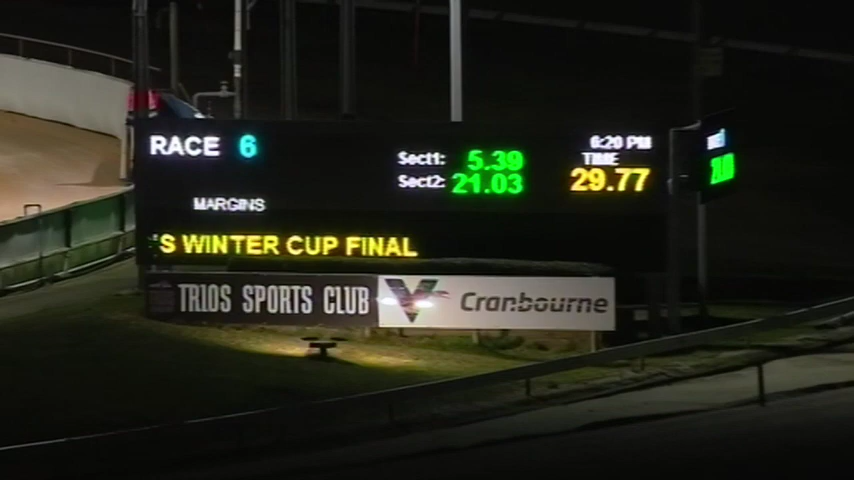 RACE 6
Sect1: 5.39
Sect2: 21.03
6:20 PM
TIME
29.77
MARGINS
'S WINTER CUP FINAL
TR1OS SPORTS CLUB
Cranbourne